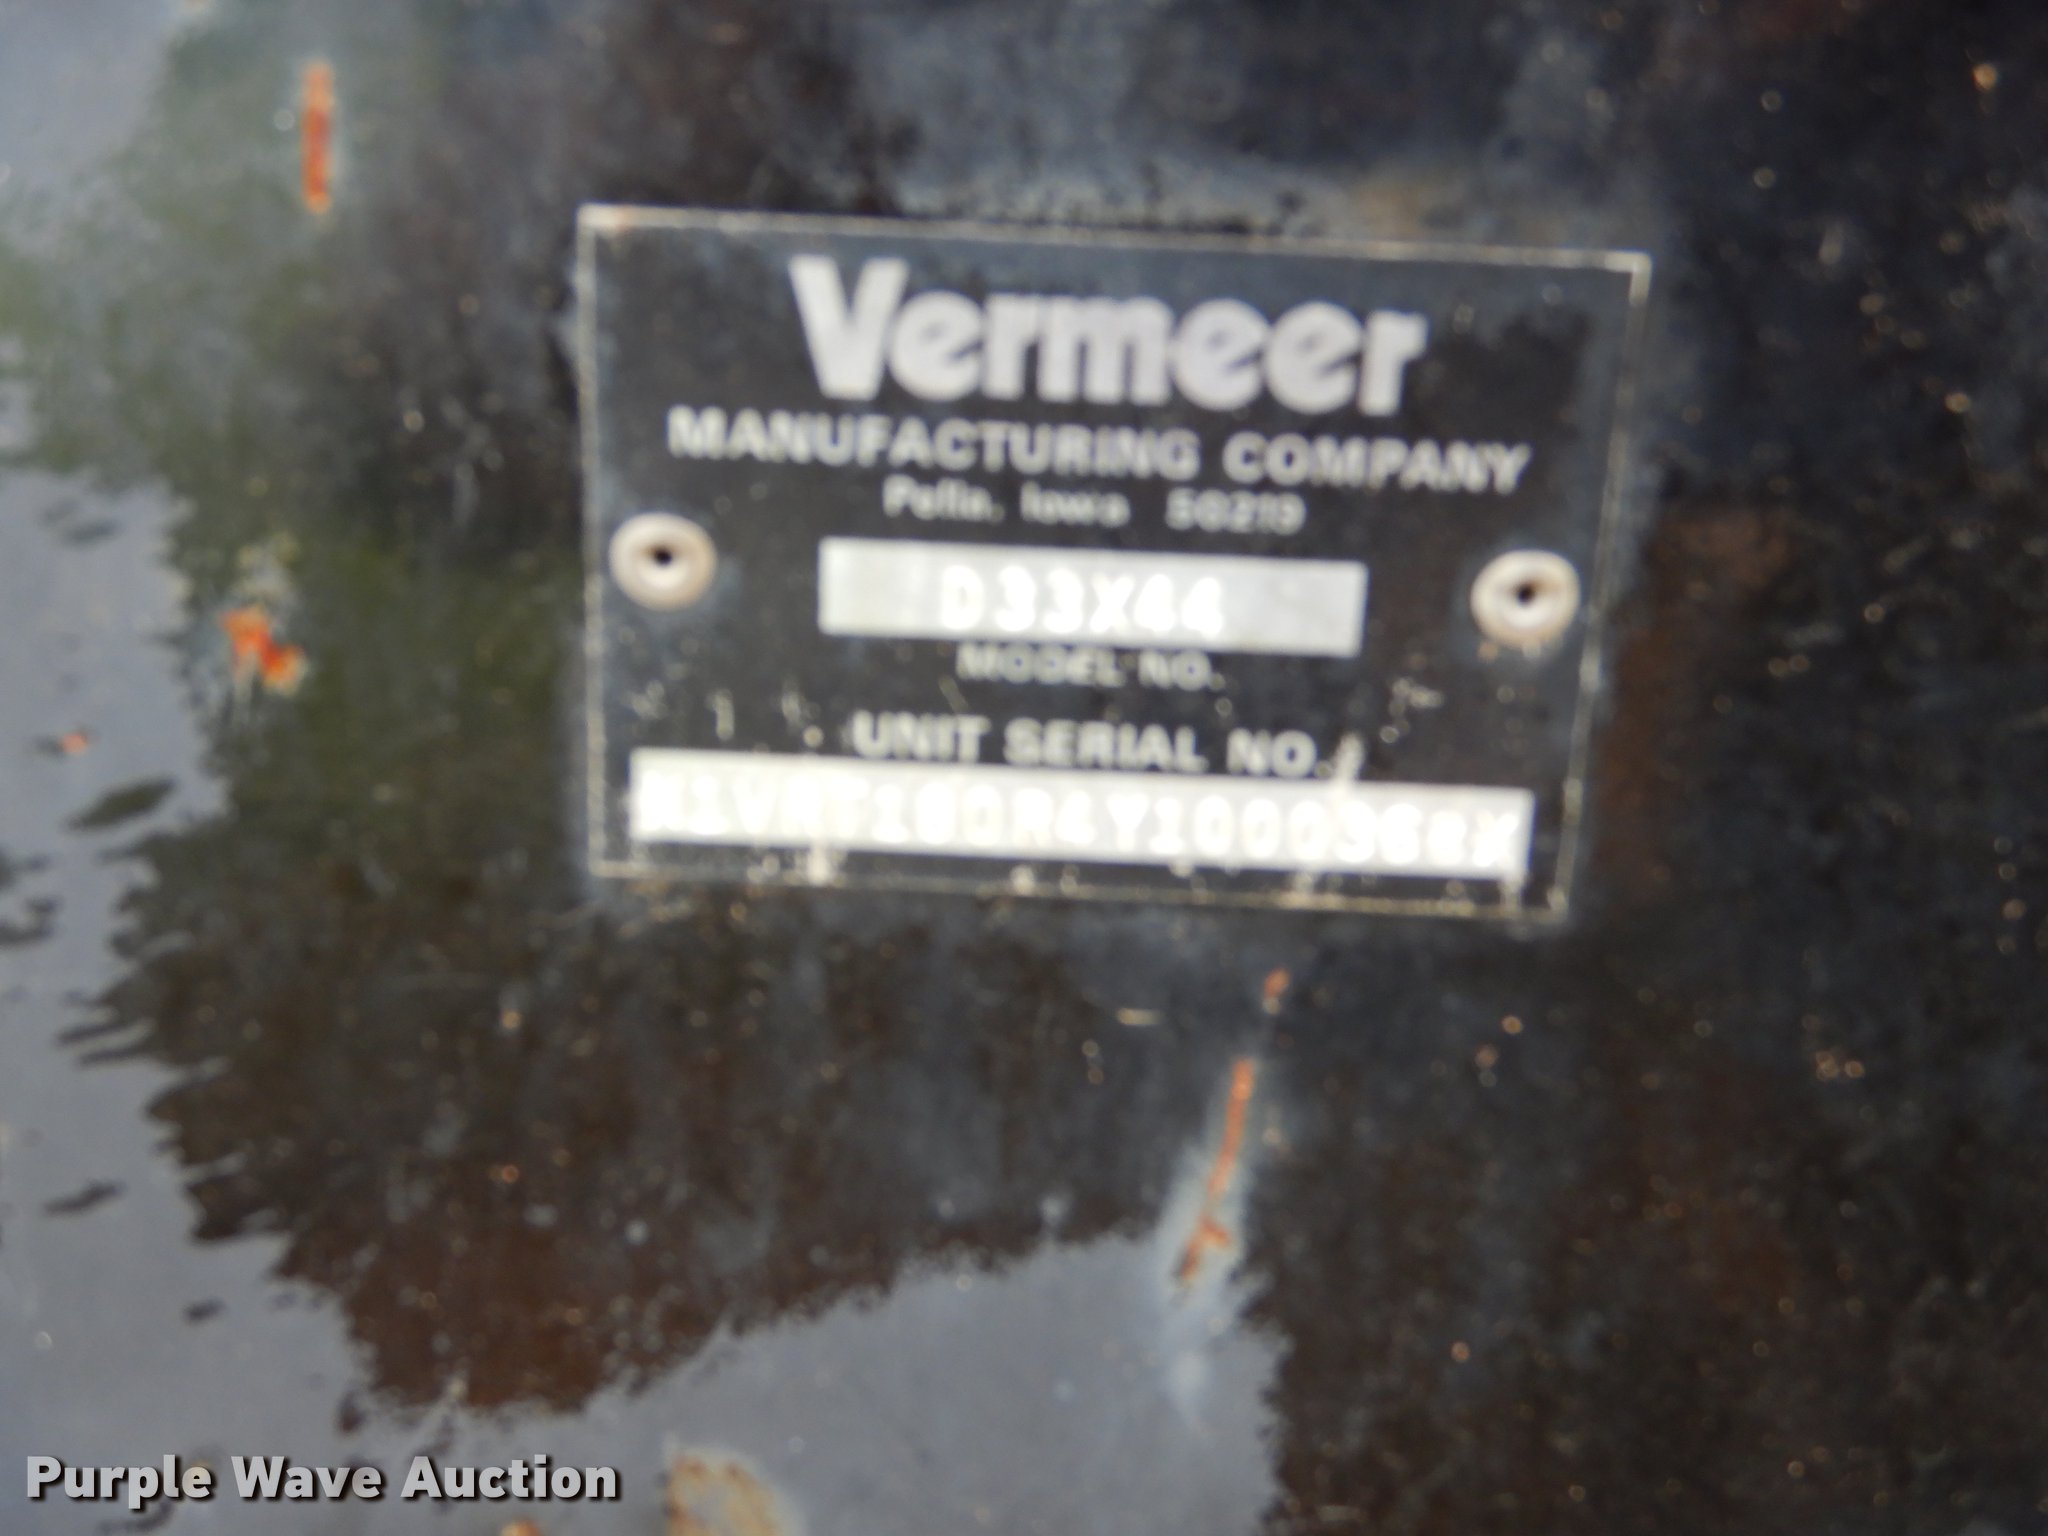 Vermeer
MANUFACTURING COMPANY
Pella, Iowa 50219
D33X44
MODEL NO.
UNIT SERIAL NO.
Purple Wave Auction